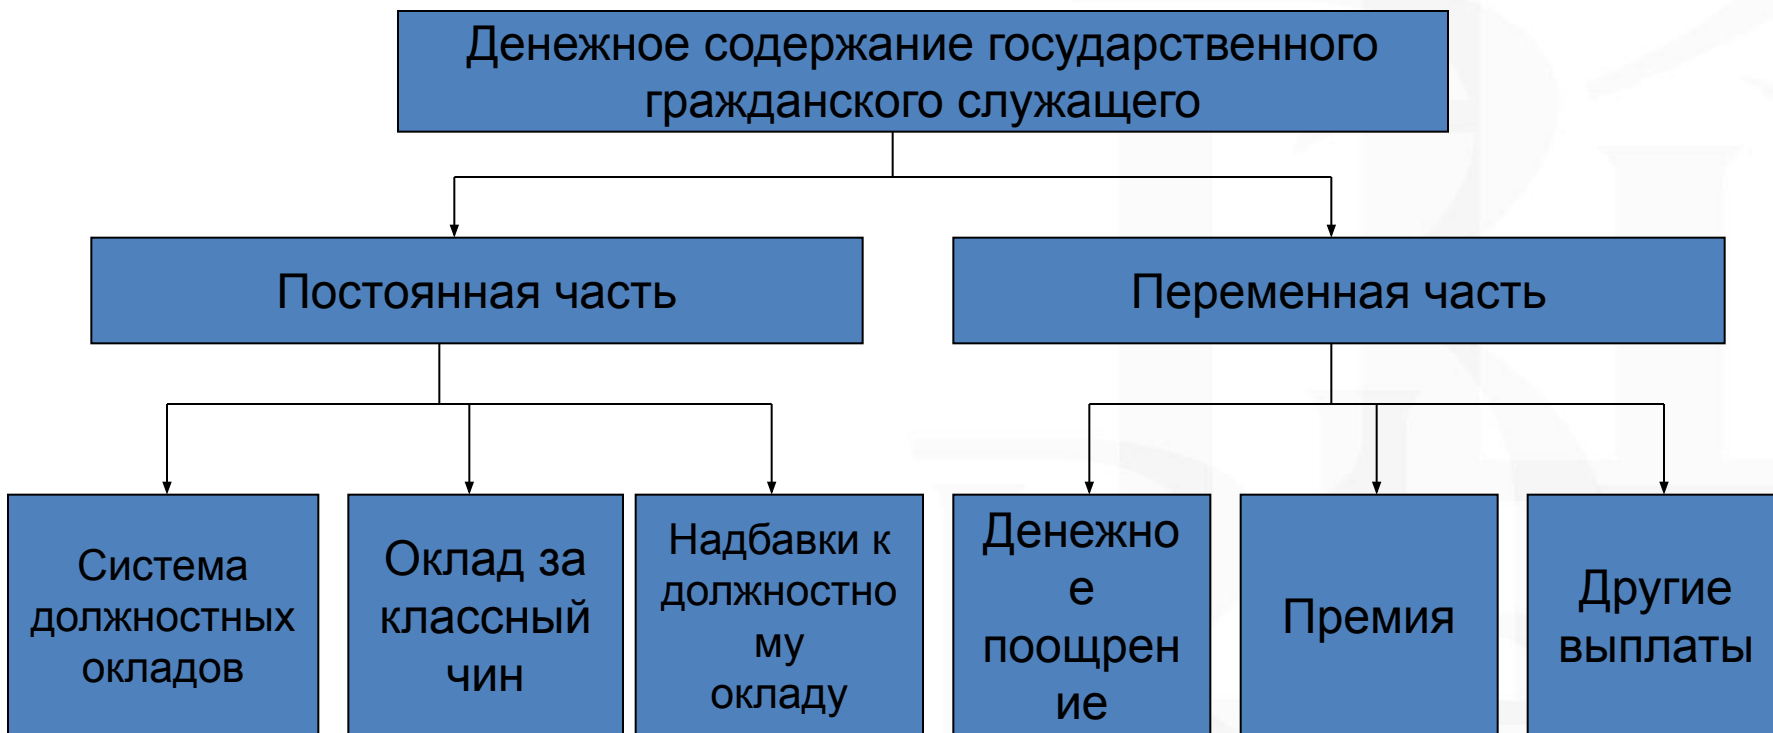 Денежное содержание государственного
гражданского служащего
Постоянная часть
Переменная часть
Система
должностных
окладов
Оклад за
классный
чин
Надбавки к
должностно
му
окладу
Денежно
е
поощрен
ие
Премия
Другие
выплаты